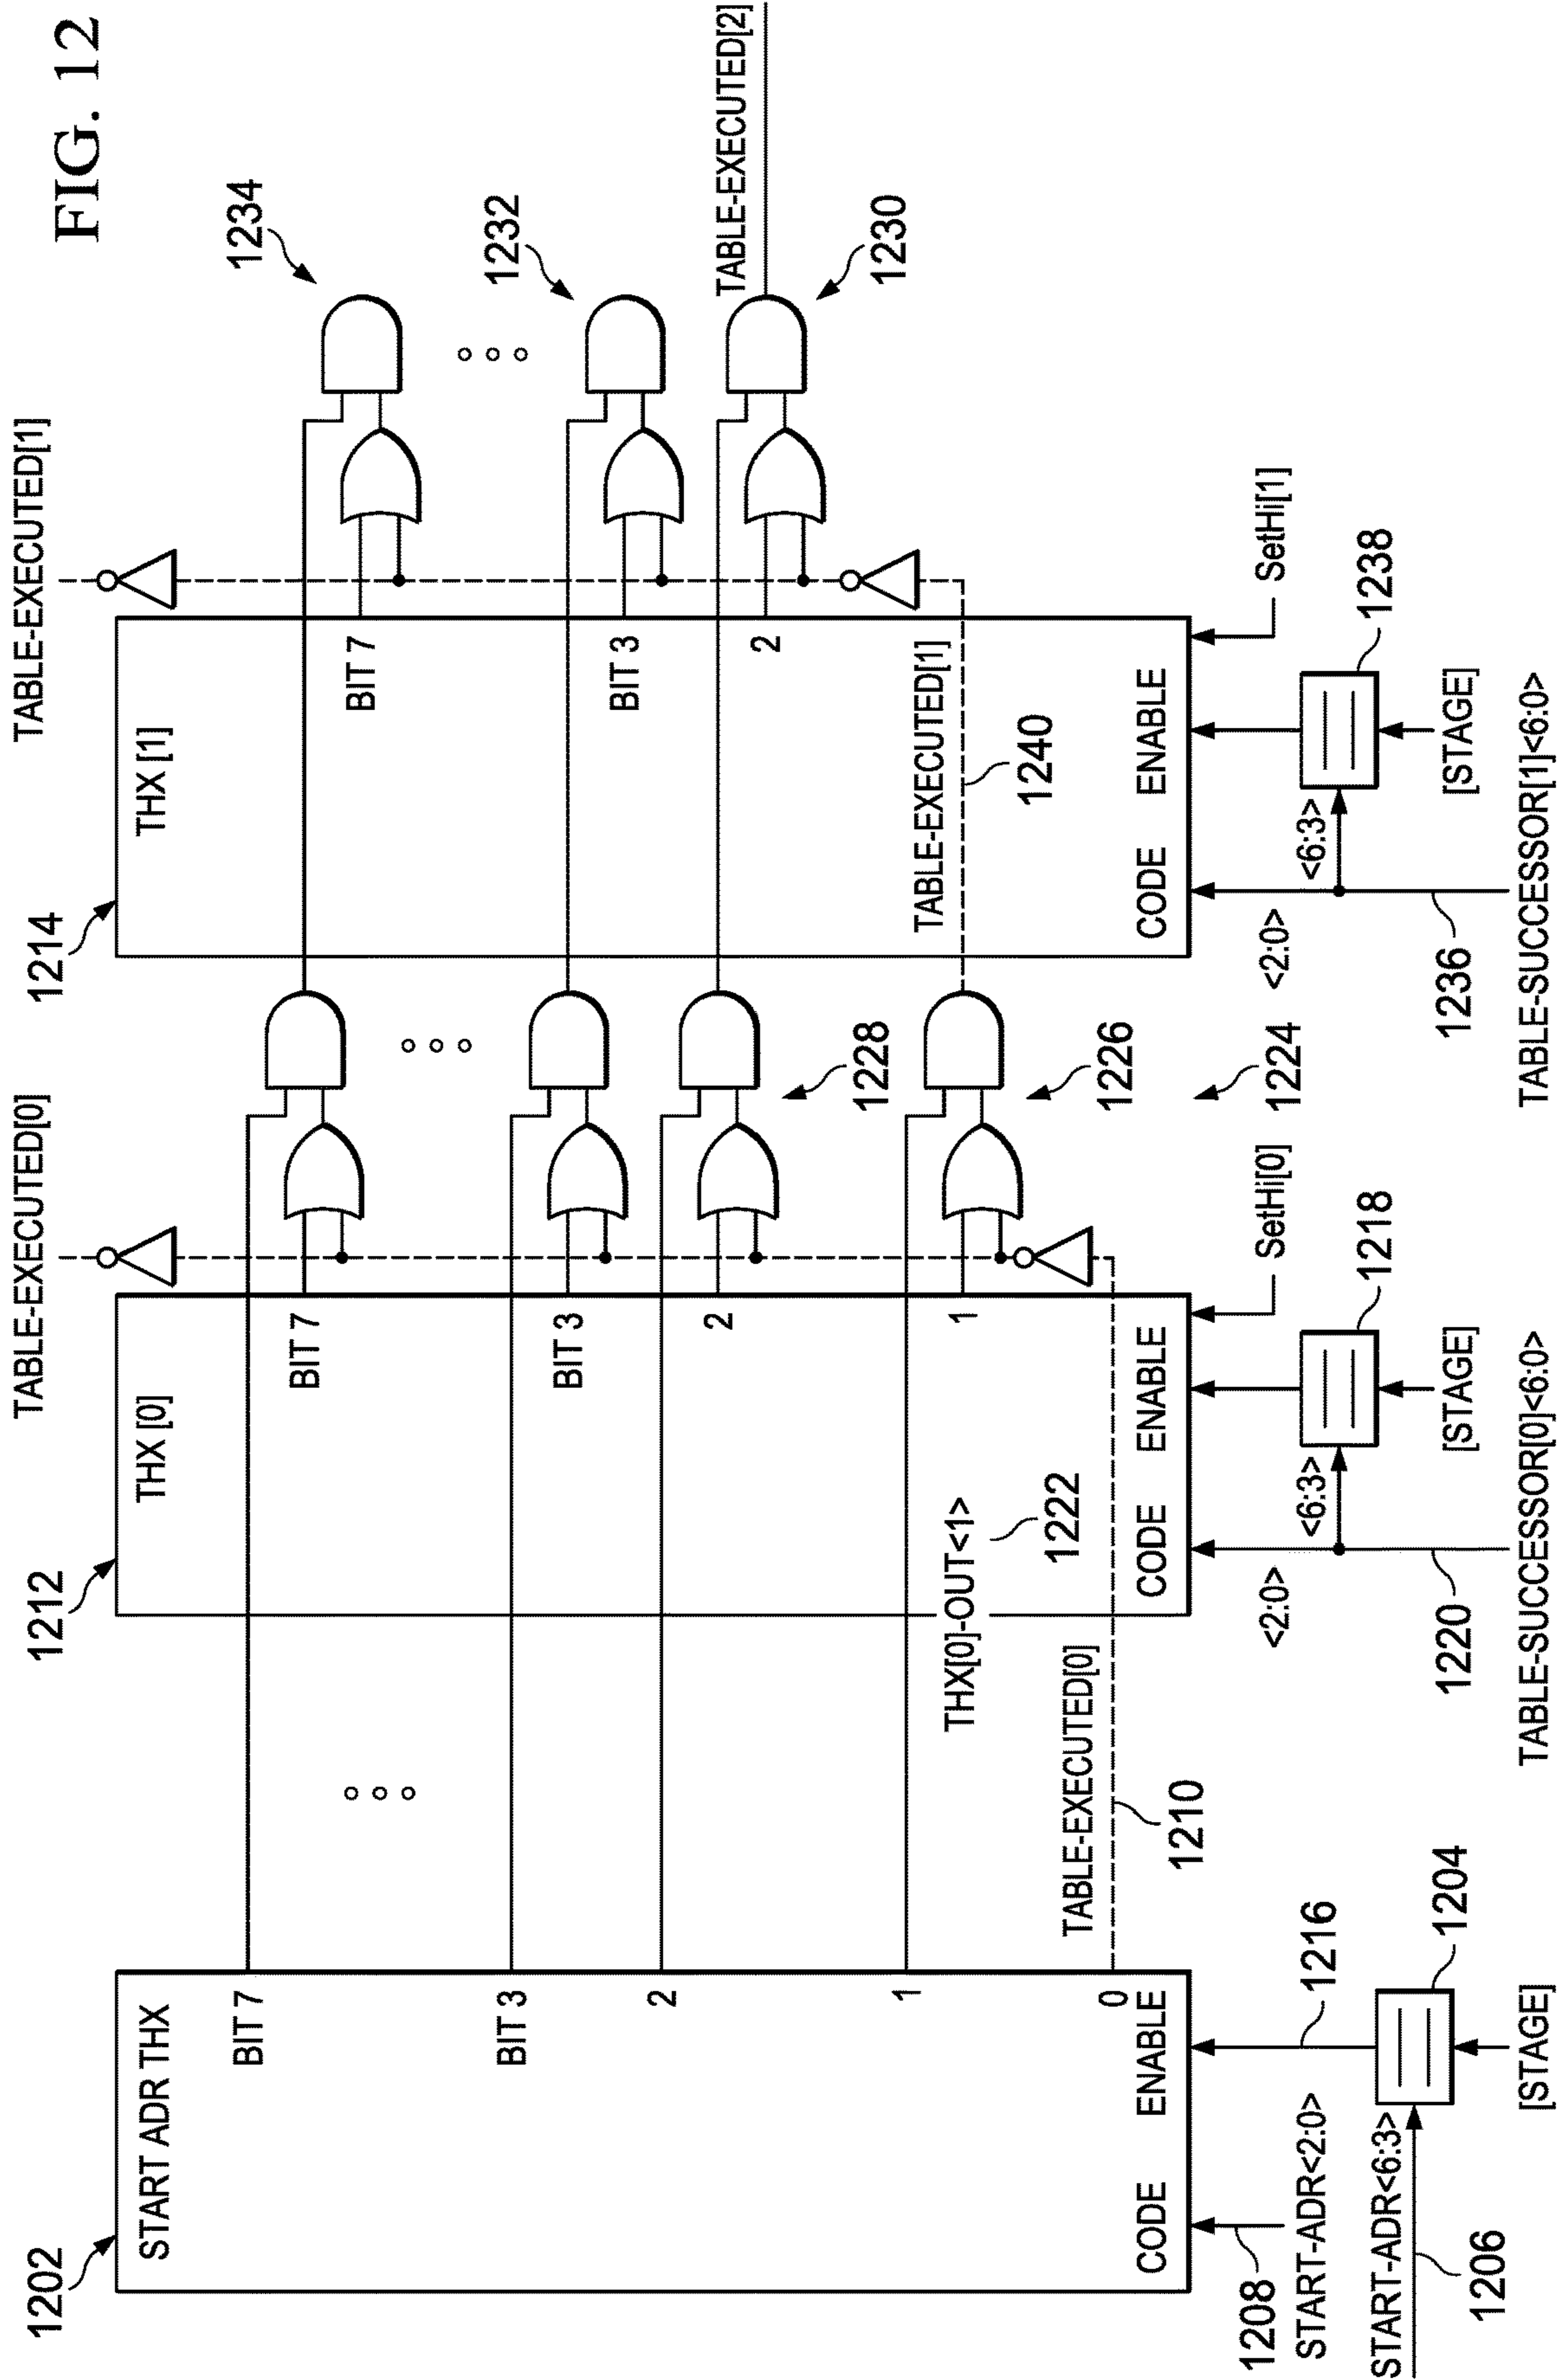 FIG. 12
1202
START ADR THX
BIT 7
BIT 3
2
1
0
CODE
ENABLE
1208
START-ADR<2:0>
START-ADR<6:3>
1206
1216
1204
[STAGE]
TABLE-EXECUTED[0]
1210
1212
THX [0]
BIT 7
BIT 3
2
1
THX[0]-OUT<1>
1222
CODE
ENABLE
<2:0>
<6:3>
1220
TABLE-SUCCESSOR[0]<6:0>
1218
[STAGE]
SetHi[0]
TABLE-EXECUTED[0]
1228
1226
1224
1214
THX [1]
BIT 7
BIT 3
2
TABLE-EXECUTED[1]
1240
CODE
ENABLE
<2:0>
<6:3>
1236
TABLE-SUCCESSOR[1]<6:0>
1238
[STAGE]
SetHi[1]
TABLE-EXECUTED[1]
1234
1232
1230
TABLE-EXECUTED[2]